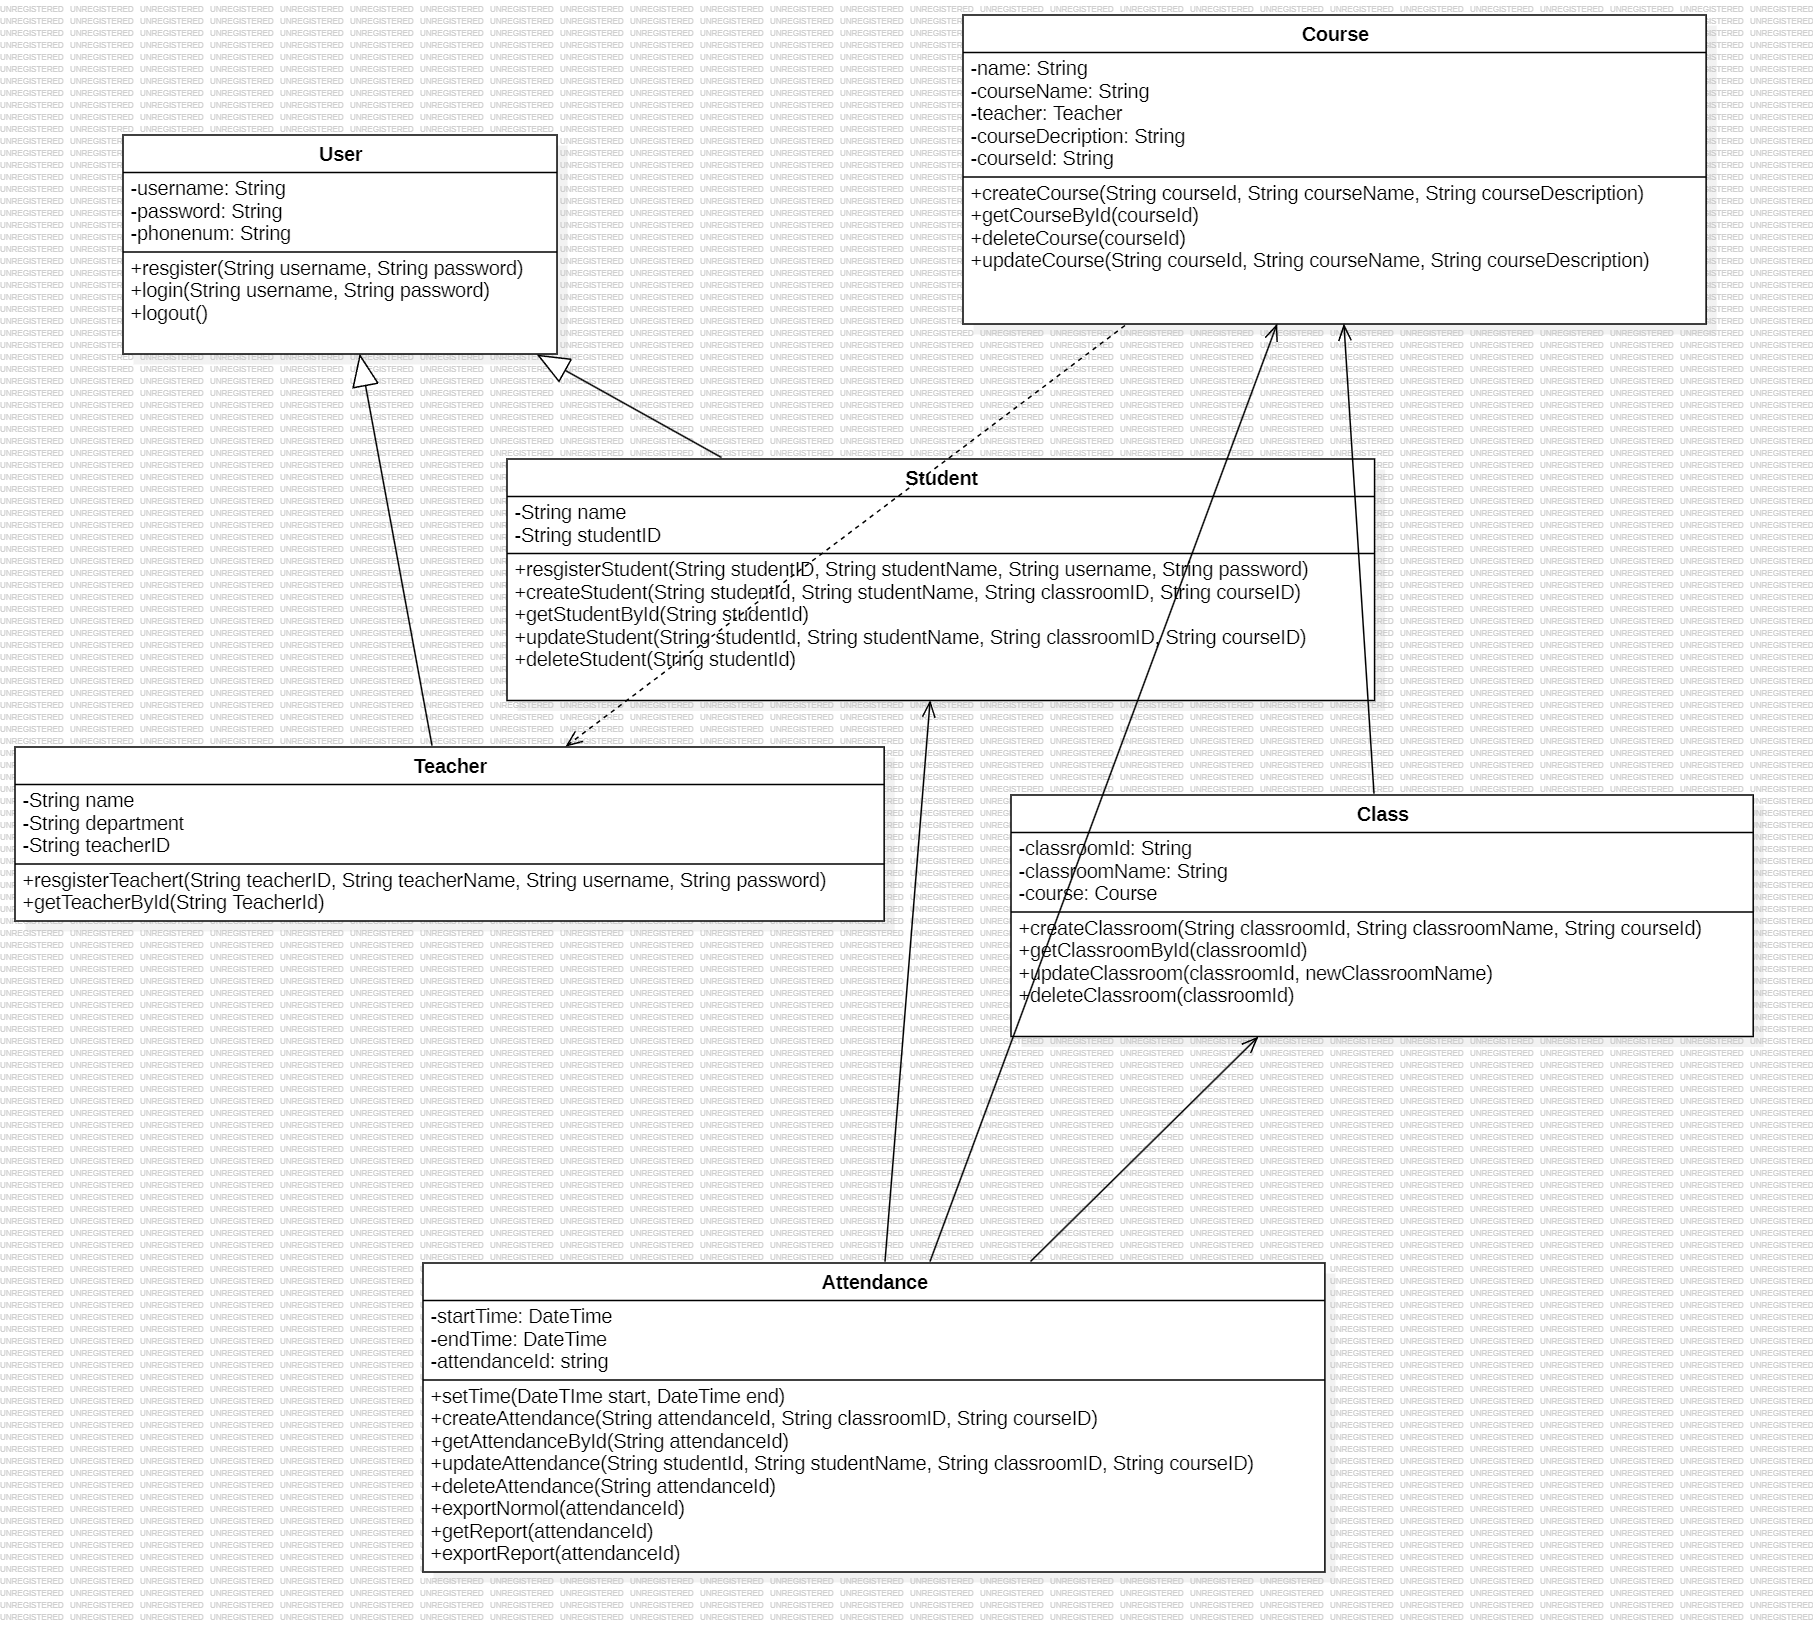 Course
-name: String
-courseName: String
-teacher: Teacher
-courseDecription: String
-courseId: String
+createCourse(String courseId, String courseName, String courseDescription)
+getCourseById(courseId)
+deleteCourse(courseId)
+updateCourse(String courseId, String courseName, String courseDescription)
User
-username: String
-password: String
-phonenum: String
+resgister(String username, String password)
+login(String username, String password)
+logout()
Student
-String name
-String studentID
+resgisterStudent(String studentID, String studentName, String username, String password)
+createStudent(String studentId, String studentName, String classroomID, String courseID)
+getStudentById(String studentId)
+updateStudent(String studentId, String studentName, String classroomID, String courseID)
+deleteStudent(String studentId)
Teacher
-String name
-String department
-String teacherID
+resgisterTeachert(String teacherID, String teacherName, String username, String password)
+getTeacherById(String TeacherId)
Class
-classroomId: String
-classroomName: String
-course: Course
+createClassroom(String classroomId, String classroomName, String courseId)
+getClassroomById(classroomId)
+updateClassroom(classroomId, newClassroomName)
+deleteClassroom(classroomId)
Attendance
-startTime: DateTime
-endTime: DateTime
-attendanceId: string
+setTime(DateTIme start, DateTime end)
+createAttendance(String attendanceId, String classroomID, String courseID)
+getAttendanceById(String attendanceId)
+updateAttendance(String studentId, String studentName, String classroomID, String courseID)
+deleteAttendance(String attendanceId)
+exportNormol(attendanceId)
+getReport(attendanceId)
+exportReport(attendanceId)
UNREGISTERED